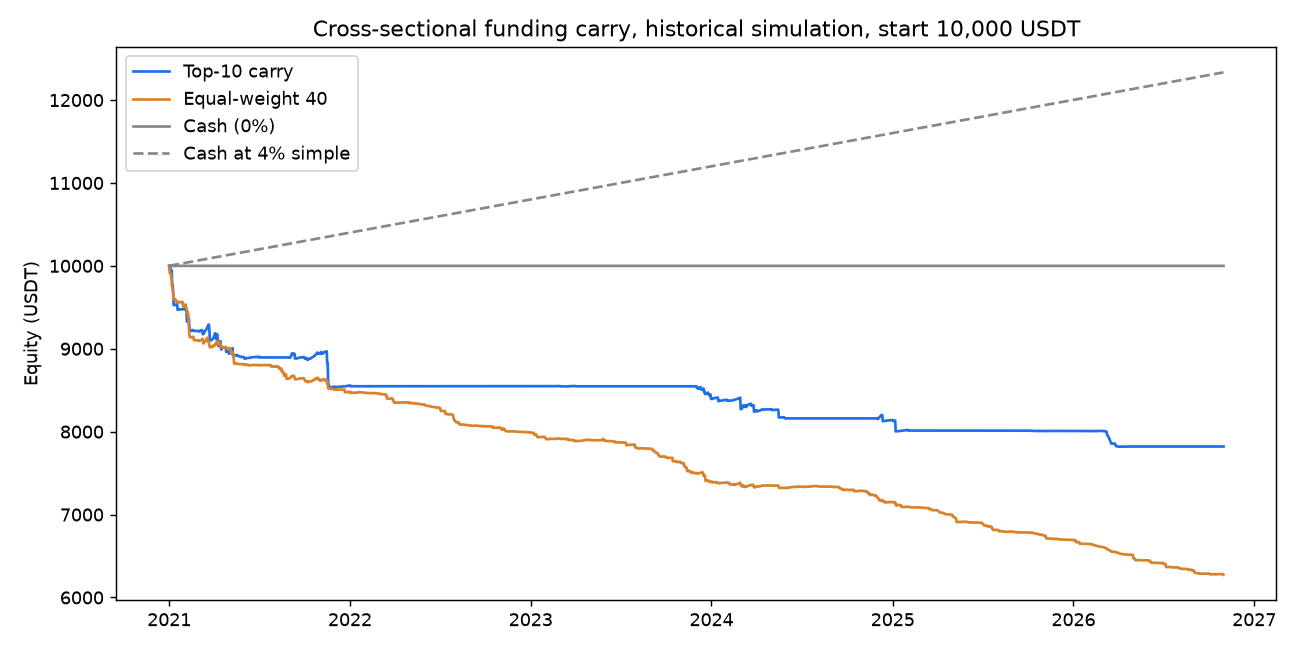 Cross-sectional funding carry, historical simulation, start 10,000 USDT
Top-10 carry
Equal-weight 40
Cash (0%)
Cash at 4% simple
Equity (USDT)
12000
11000
10000
9000
8000
7000
6000
2021 2022 2023 2024 2025 2026 2027